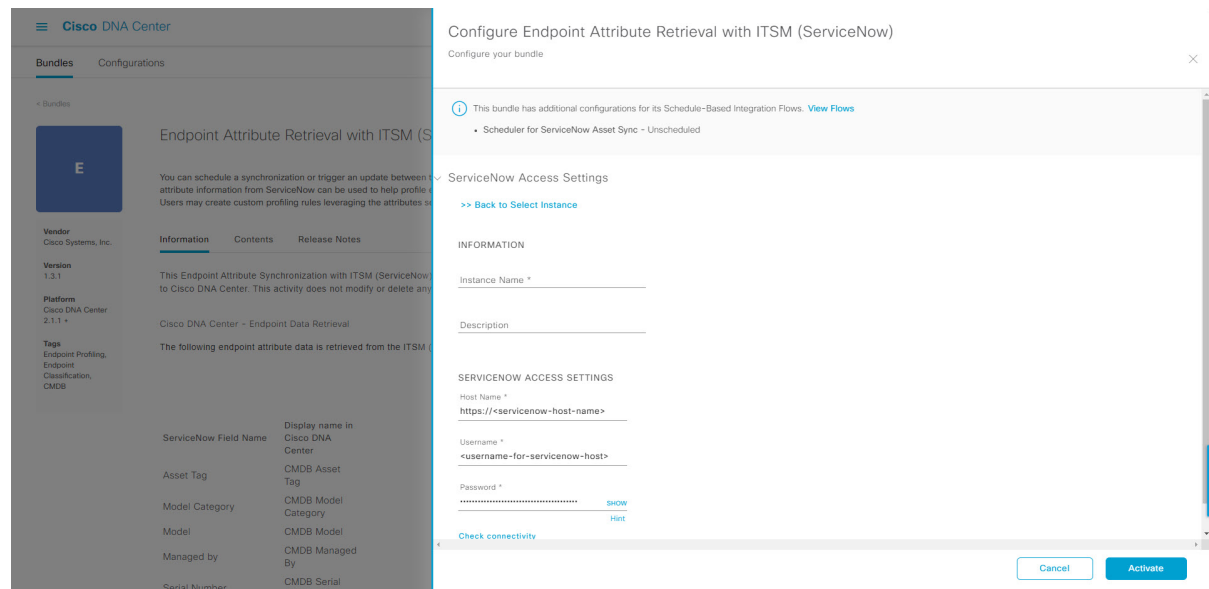 Cisco DNA Center
Bundles Configurations
< Bundles
E
Endpoint Attribute Retrieval with ITSM (S
You can schedule a synchronization or trigger an update between
attribute information from ServiceNow can be used to help profile
Users may create custom profiling rules leveraging the attributes
Vendor
Cisco Systems, Inc.
Version
1.3.1
Platform
Cisco DNA Center
2.1.1 +
Tags
Endpoint Profiling,
Endpoint
Classification,
CMDB
Information Contents Release Notes
This Endpoint Attribute Synchronization with ITSM (ServiceNow)
to Cisco DNA Center. This activity does not modify or delete any
Cisco DNA Center - Endpoint Data Retrieval
The following endpoint attribute data is retrieved from the ITSM (
ServiceNow Field Name
Display name in
Cisco DNA
Center
Asset Tag
CMDB Asset
Tag
Model Category
CMDB Model
Category
Model
CMDB Model
Managed by
CMDB Managed
By
Serial Number
CMDB Serial
Configure Endpoint Attribute Retrieval with ITSM (ServiceNow)
Configure your bundle
This bundle has additional configurations for its Schedule-Based Integration Flows. View Flows
• Scheduler for ServiceNow Asset Sync - Unscheduled
ServiceNow Access Settings
>> Back to Select Instance
INFORMATION
Instance Name *
Description
SERVICENOW ACCESS SETTINGS
Host Name *
https://<servicenow-host-name>
Username *
<username-for-servicenow-host>
Password *
SHOW
Hint
Check connectivity
Cancel Activate